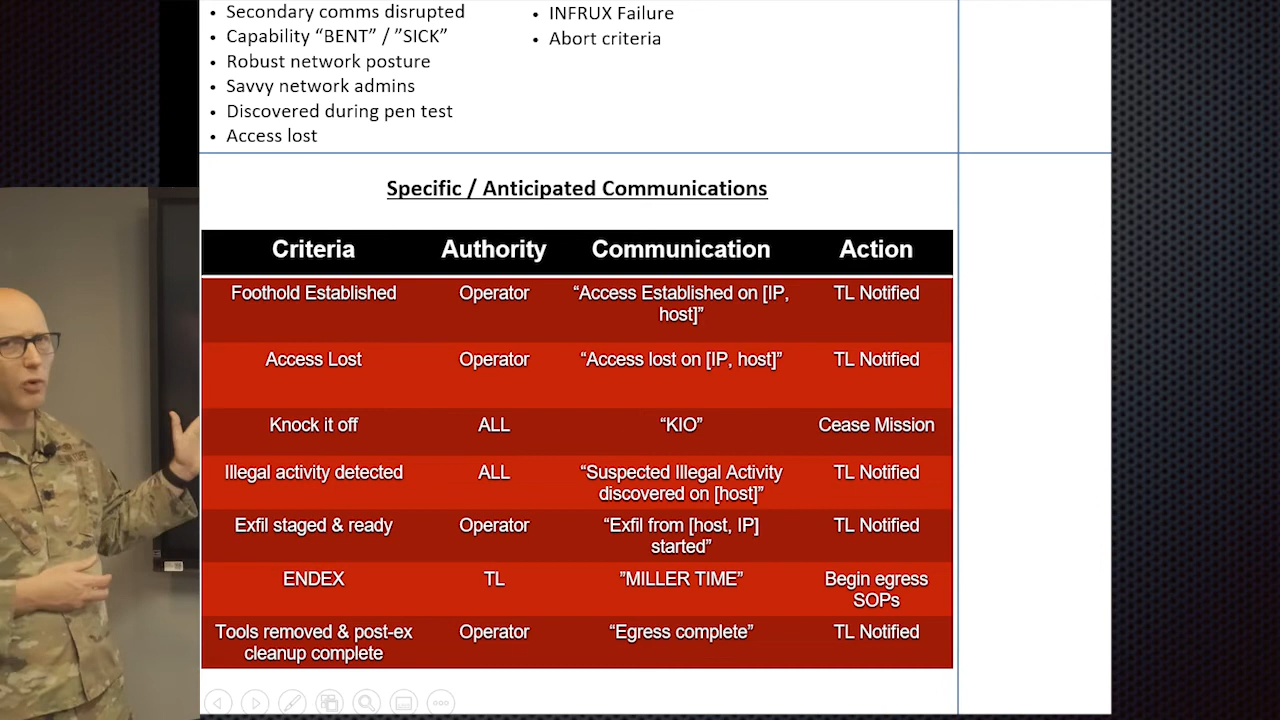 • Secondary comms disrupted
• Capability “BENT” / ”SICK”
• Robust network posture
• Savvy network admins
• Discovered during pen test
• Access lost
• INFRUX Failure
• Abort criteria
Specific / Anticipated Communications
Criteria Authority Communication Action
Foothold Established Operator “Access Established on [IP, TL Notified
host]”
Access Lost Operator “Access lost on [IP, host]” TL Notified
Knock it off ALL “KIO” Cease Mission
Illegal activity detected ALL “Suspected Illegal Activity TL Notified
discovered on [host]”
Exfil staged & ready Operator “Exfil from [host, IP] TL Notified
started”
ENDEX TL ”MILLER TIME” Begin egress
SOPs
Tools removed & post-ex Operator “Egress complete” TL Notified
cleanup complete